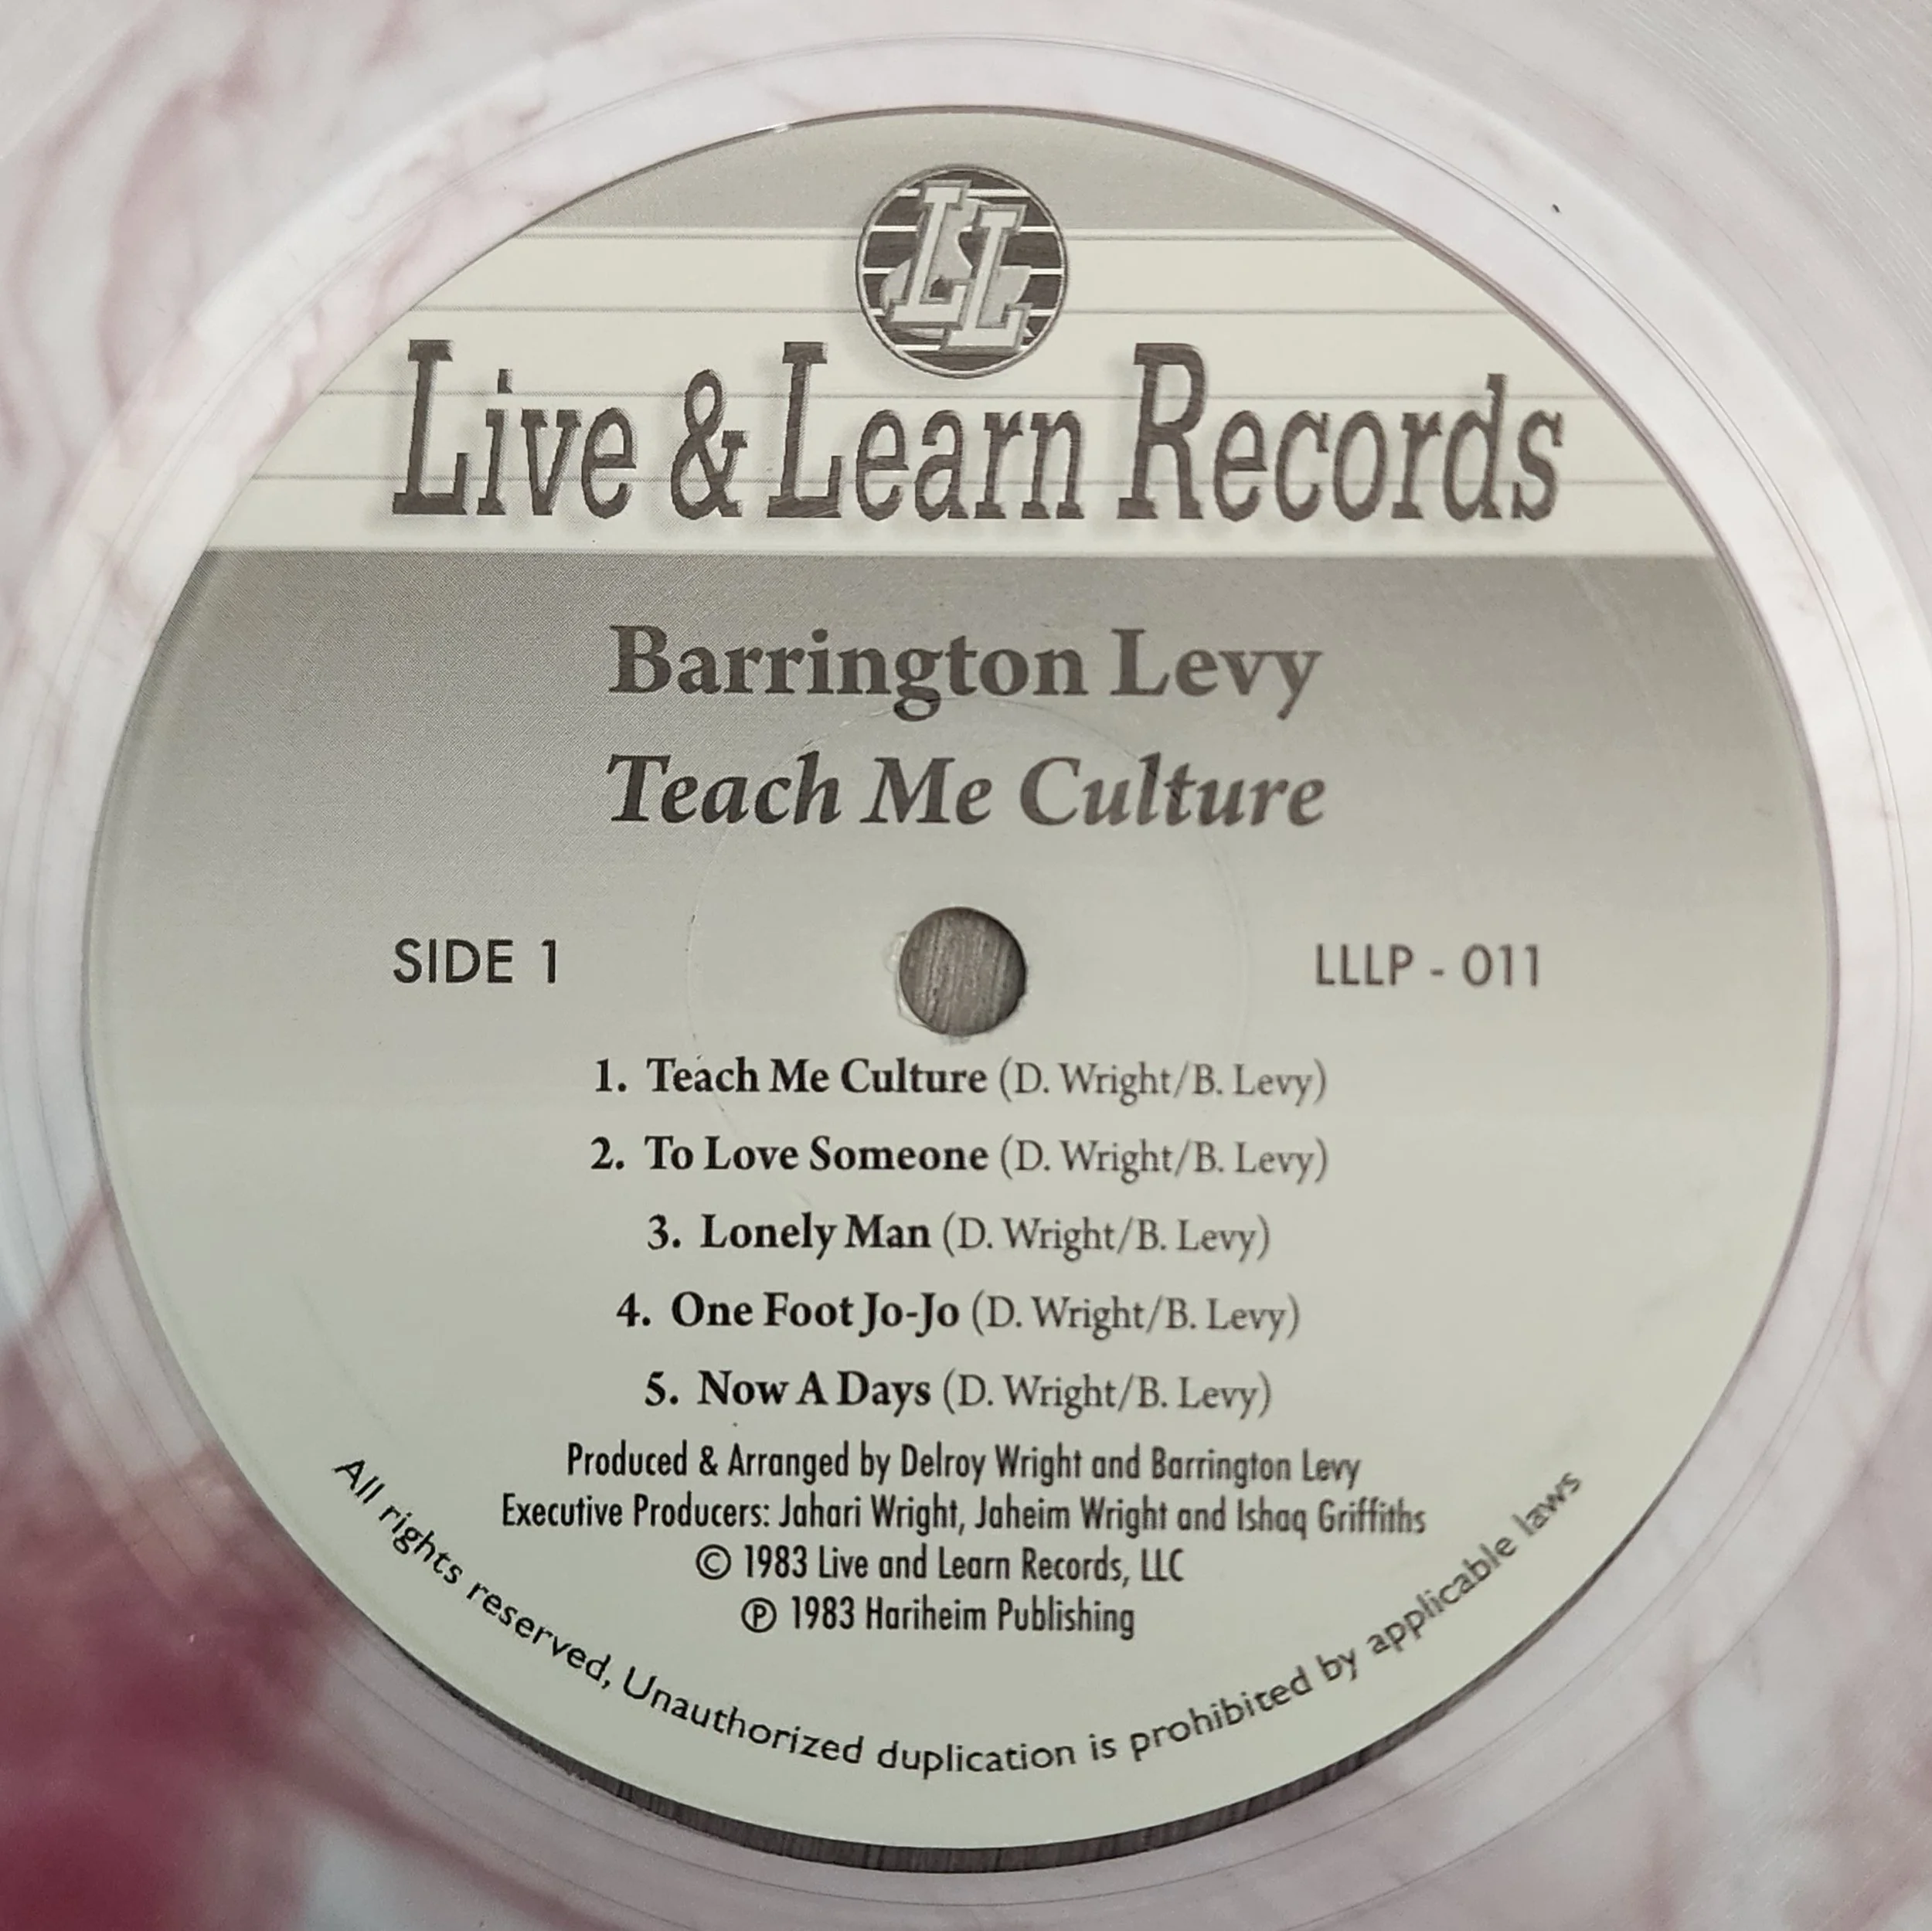 LL
Live & Learn Records
Barrington Levy
Teach Me Culture
SIDE 1
LLLP - 011
1. Teach Me Culture (D. Wright/B. Levy)
2. To Love Someone (D. Wright/B. Levy)
3. Lonely Man (D. Wright/B. Levy)
4. One Foot Jo-Jo (D. Wright/B. Levy)
5. Now A Days (D. Wright/B. Levy)
Produced & Arranged by Delroy Wright and Barrington Levy
Executive Producers: Jahari Wright, Jaheim Wright and Ishaq Griffiths
© 1983 Live and Learn Records, LLC
℗ 1983 Hariheim Publishing
All rights reserved, Unauthorized duplication is prohibited by applicable laws